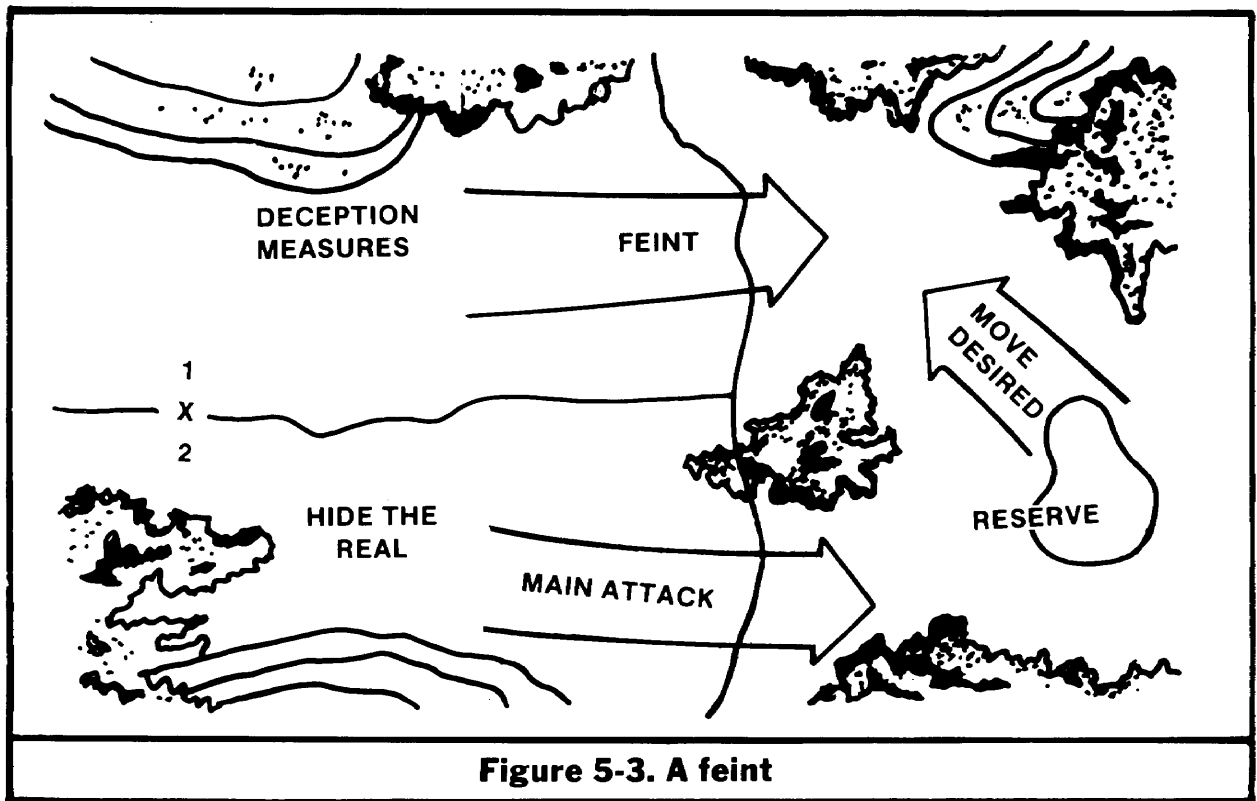 DECEPTION
MEASURES
FEINT
MOVE
DESIRED
1
X
2
HIDE THE
REAL
RESERVE
MAIN ATTACK
Figure 5-3. A feint